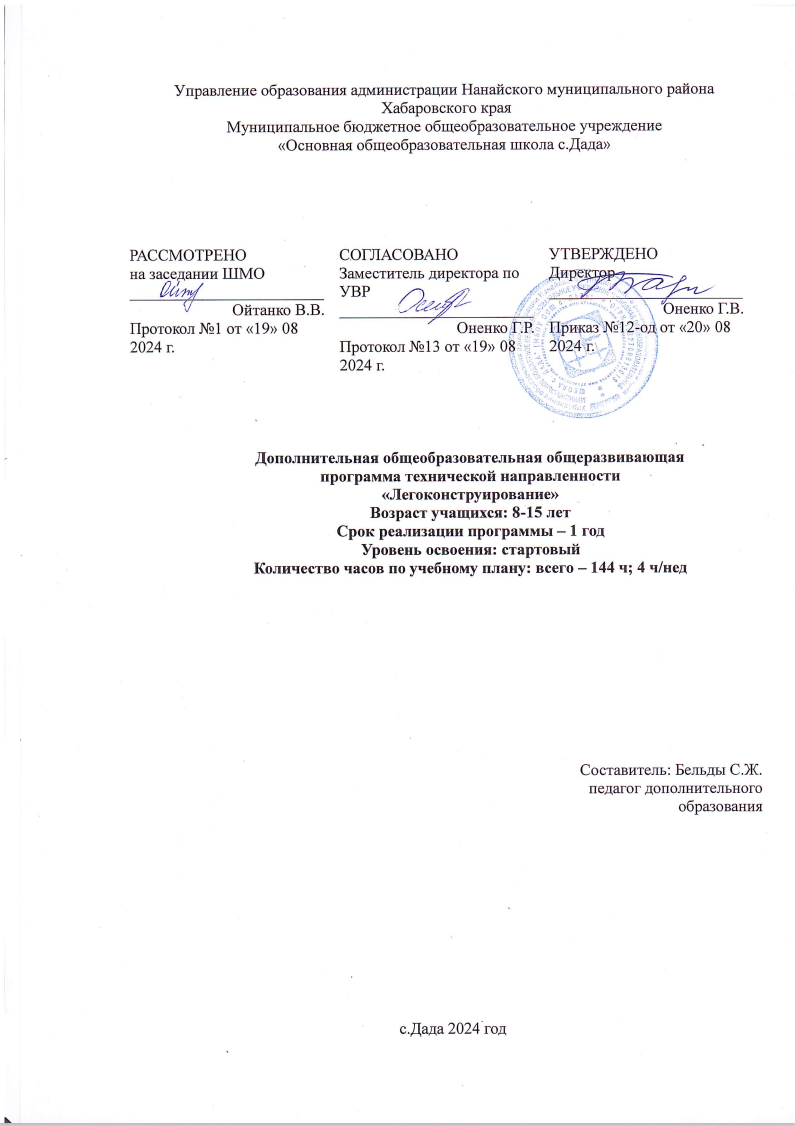 Управление образования администрации Нанайского муниципального района
Хабаровского края
Муниципальное бюджетное общеобразовательное учреждение
«Основная общеобразовательная школа с.Дада»
РАССМОТРЕНО
на заседании ШМО
Ойтанко В.В.
Протокол №1 от «19» 08
2024 г.
СОГЛАСОВАНО
Заместитель директора по
УВР
Оненко Г.Р.
Протокол №13 от «19» 08
2024 г.
УТВЕРЖДЕНО
Директор
Оненко Г.В.
Приказ №12-од от «20» 08
2024 г.
Дополнительная общеобразовательная общеразвивающая
программа технической направленности
«Легоконструирование»
Возраст учащихся: 8-15 лет
Срок реализации программы – 1 год
Уровень освоения: стартовый
Количество часов по учебному плану: всего – 144 ч; 4 ч/нед
Составитель: Бельды С.Ж.
педагог дополнительного
образования
с.Дада 2024 год